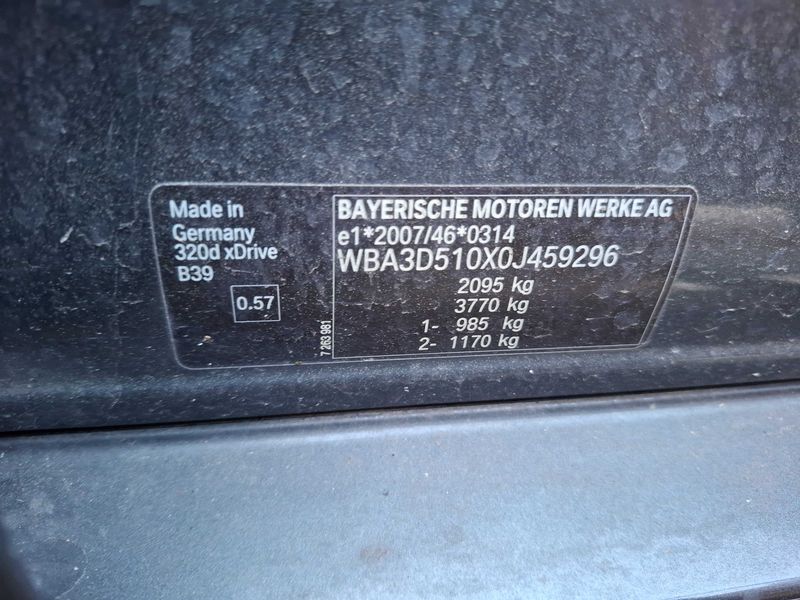 Made in
Germany
320d xDrive
B39
0.57
7 263 981
BAYERISCHE MOTOREN WERKE AG
e1*2007/46*0314
WBA3D510X0J459296
2095 kg
3770 kg
1- 985 kg
2- 1170 kg